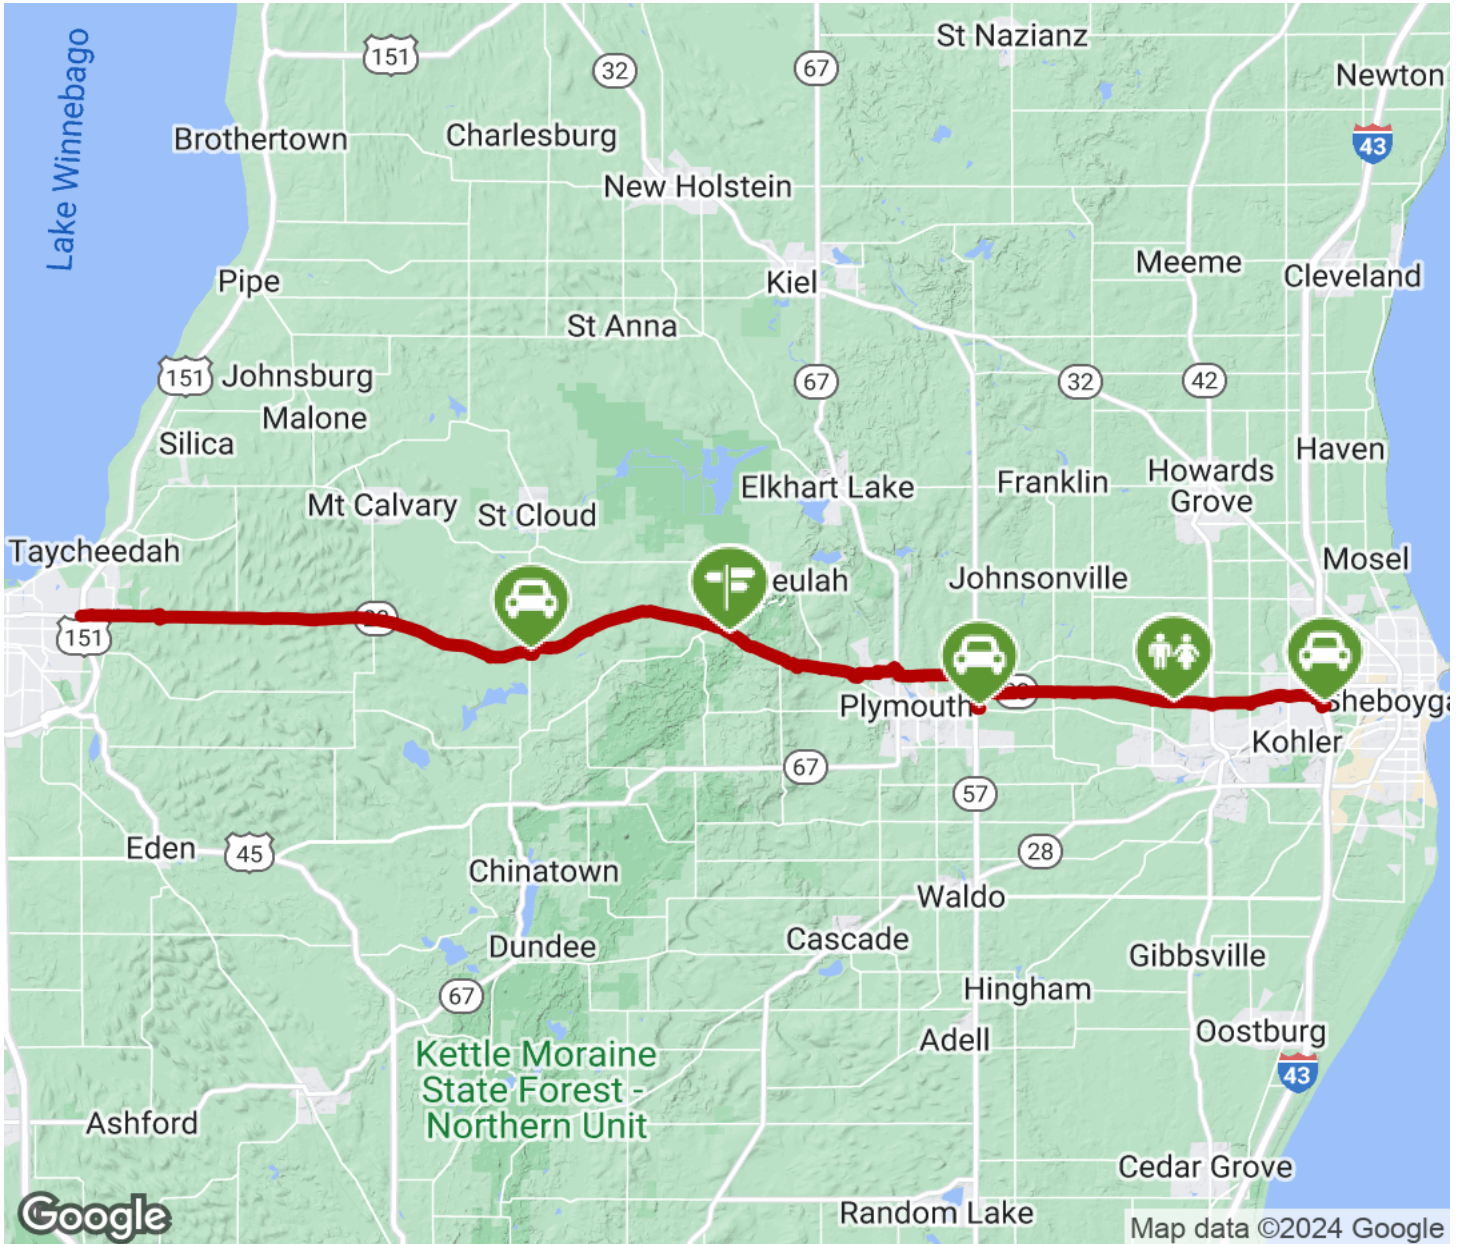 St Nazianz
151
32
67
Newton
Lake Winnebago
Brothertown
Charlesburg
43
New Holstein
Pipe
Kiel
Meeme
Cleveland
St Anna
151
Johnsburg
67
32
42
Malone
Silica
Haven
Mt Calvary
St Cloud
Elkhart Lake
Franklin
Howards
Grove
Taycheedah
eulah
Johnsonville
Mosel
151
Plymouth
Sheboyga
Kohler
67
57
Eden
45
28
Chinatown
Waldo
Dundee
Cascade
Gibbsville
67
Hingham
Adell
Oostburg
Kettle Moraine
State Forest -
Northern Unit
43
Ashford
Cedar Grove
Random Lake
Google
Map data ©2024 Google